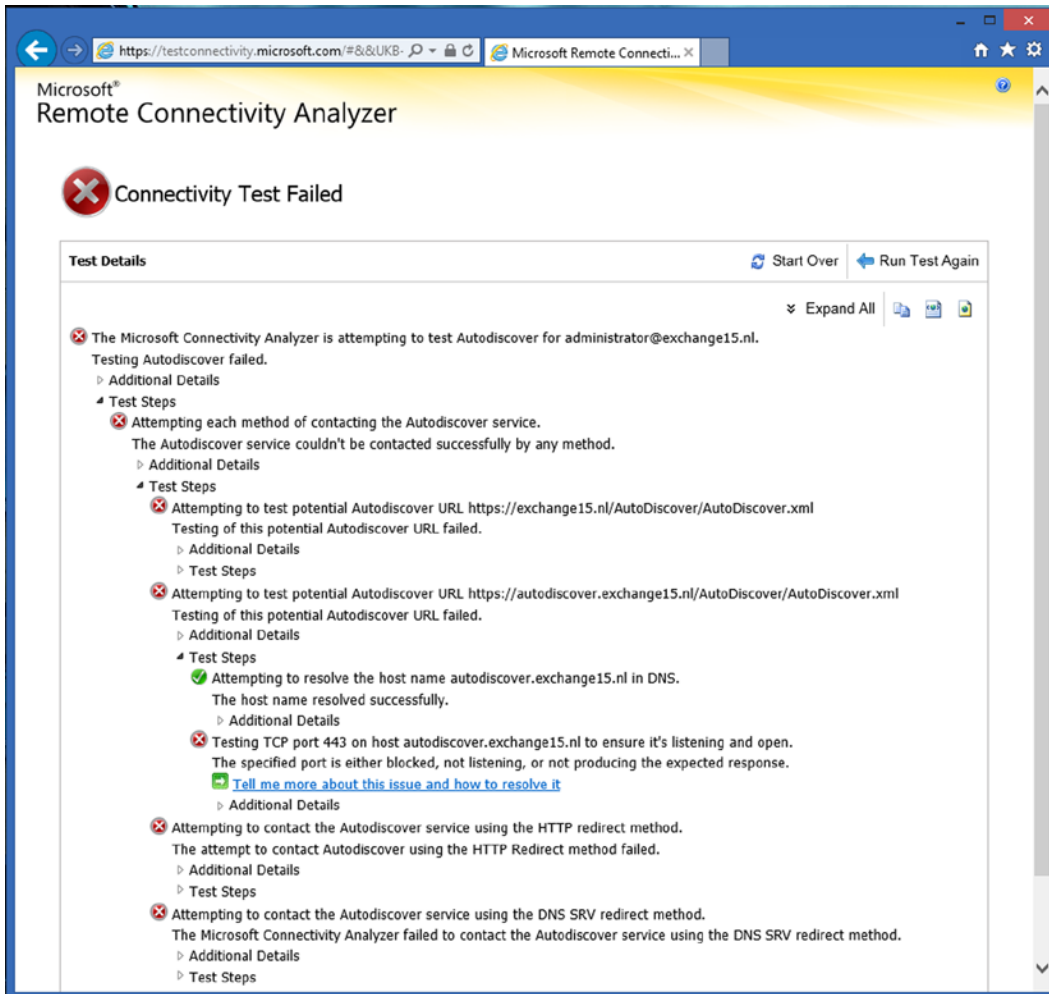 https://testconnectivity.microsoft.com/#&&UKB-
Microsoft Remote Connecti...
Microsoft®
Remote Connectivity Analyzer
Connectivity Test Failed
Test Details
Start Over
Run Test Again
Expand All
The Microsoft Connectivity Analyzer is attempting to test Autodiscover for administrator@exchange15.nl.
Testing Autodiscover failed.
Additional Details
Test Steps
Attempting each method of contacting the Autodiscover service.
The Autodiscover service couldn't be contacted successfully by any method.
Additional Details
Test Steps
Attempting to test potential Autodiscover URL https://exchange15.nl/AutoDiscover/AutoDiscover.xml
Testing of this potential Autodiscover URL failed.
Additional Details
Test Steps
Attempting to test potential Autodiscover URL https://autodiscover.exchange15.nl/AutoDiscover/AutoDiscover.xml
Testing of this potential Autodiscover URL failed.
Additional Details
Test Steps
Attempting to resolve the host name autodiscover.exchange15.nl in DNS.
The host name resolved successfully.
Additional Details
Testing TCP port 443 on host autodiscover.exchange15.nl to ensure it's listening and open.
The specified port is either blocked, not listening, or not producing the expected response.
Tell me more about this issue and how to resolve it
Additional Details
Attempting to contact the Autodiscover service using the HTTP redirect method.
The attempt to contact Autodiscover using the HTTP Redirect method failed.
Additional Details
Test Steps
Attempting to contact the Autodiscover service using the DNS SRV redirect method.
The Microsoft Connectivity Analyzer failed to contact the Autodiscover service using the DNS SRV redirect method.
Additional Details
Test Steps